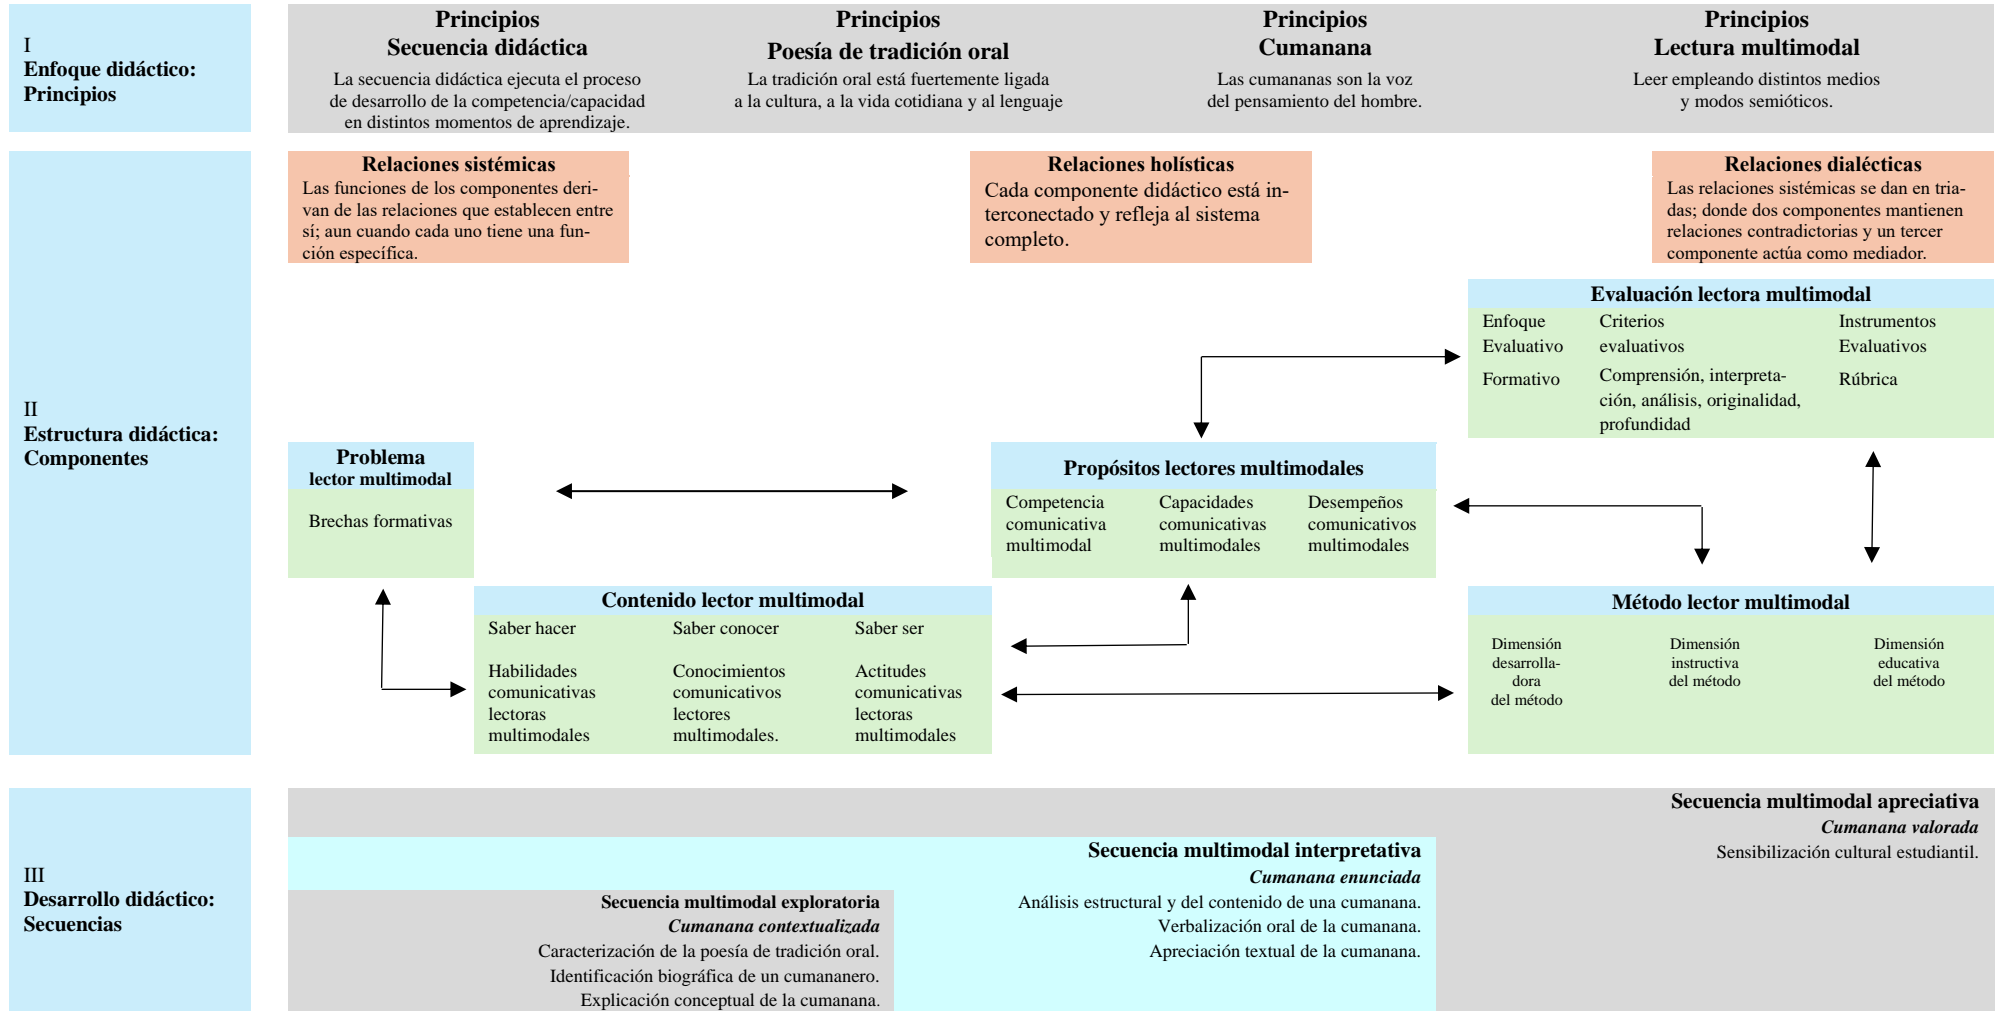 I
Enfoque didáctico:
Principios
Principios
Secuencia didáctica
La secuencia didáctica ejecuta el proceso
de desarrollo de la competencia/capacidad
en distintos momentos de aprendizaje.
Principios
Poesía de tradición oral
La tradición oral está fuertemente ligada
a la cultura, a la vida cotidiana y al lenguaje
Principios
Cumanana
Las cumananas son la voz
del pensamiento del hombre.
Principios
Lectura multimodal
Leer empleando distintos medios
y modos semióticos.
II
Estructura didáctica:
Componentes
Relaciones sistémicas
Las funciones de los componentes deri-
van de las relaciones que establecen entre
sí; aun cuando cada uno tiene una fun-
ción específica.
Relaciones holísticas
Cada componente didáctico está in-
terconectado y refleja al sistema
completo.
Relaciones dialécticas
Las relaciones sistémicas se dan en tria-
das; donde dos componentes mantienen
relaciones contradictorias y un tercer
componente actúa como mediador.
Evaluación lectora multimodal
Enfoque
Evaluativo
Formativo
Criterios
evaluativos
Comprensión, interpreta-
ción, análisis, originalidad,
profundidad
Instrumentos
Evaluativos
Rúbrica
Problema
lector multimodal
Brechas formativas
Propósitos lectores multimodales
Competencia
comunicativa
multimodal
Capacidades
comunicativas
multimodales
Desempeños
comunicativos
multimodales
Contenido lector multimodal
Saber hacer
Habilidades
comunicativas
lectoras
multimodales
Saber conocer
Conocimientos
comunicativos
lectores
multimodales.
Saber ser
Actitudes
comunicativas
lectoras
multimodales
Método lector multimodal
Dimensión
desarrolla-
dora
del método
Dimensión
instructiva
del método
Dimensión
educativa
del método
III
Desarrollo didáctico:
Secuencias
Secuencia multimodal exploratoria
Cumanana contextualizada
Caracterización de la poesía de tradición oral.
Identificación biográfica de un cumananero.
Explicación conceptual de la cumanana.
Secuencia multimodal interpretativa
Cumanana enunciada
Análisis estructural y del contenido de una cumanana.
Verbalización oral de la cumanana.
Apreciación textual de la cumanana.
Secuencia multimodal apreciativa
Cumanana valorada
Sensibilización cultural estudiantil.